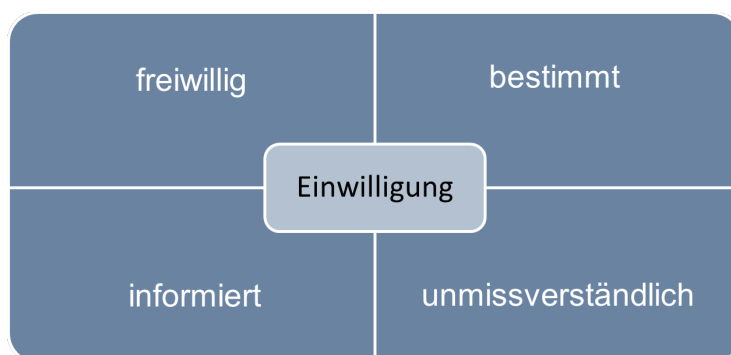 freiwillig
bestimmt
Einwilligung
informiert
unmissverständlich